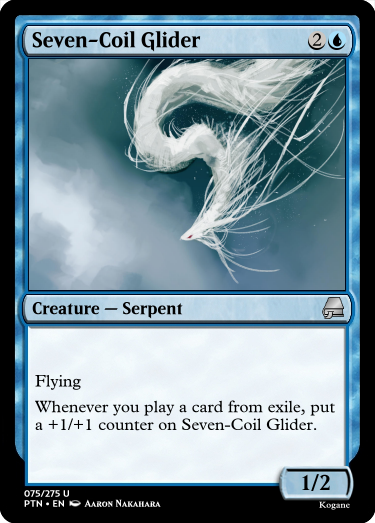 Seven-Coil Glider 2
Creature — Serpent
Flying
Whenever you play a card from exile, put
a +1/+1 counter on Seven-Coil Glider.
1/2
075/275 U
PTN • EN Aaron Nakahara
Kogane